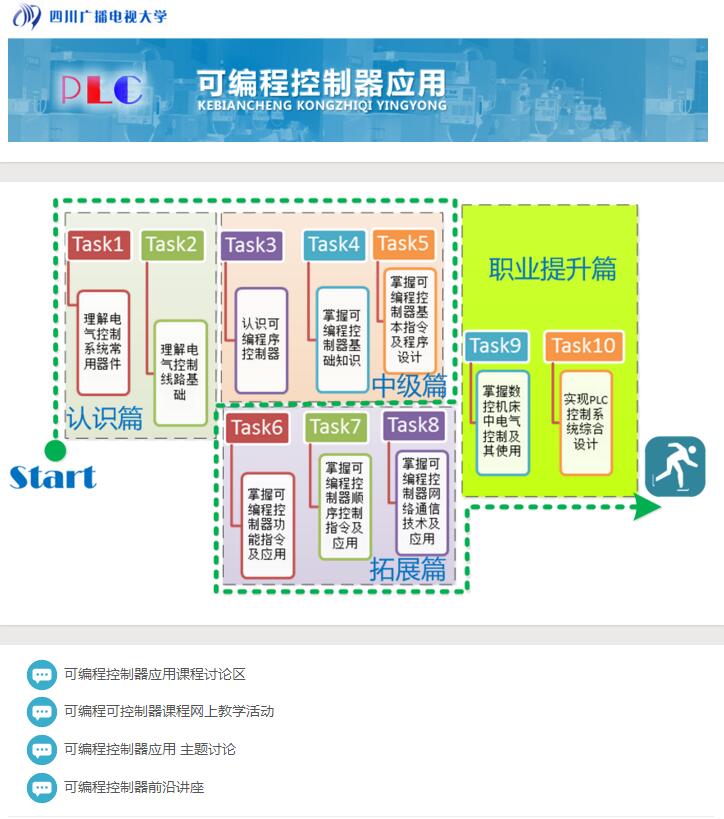 四川广播电视大学
PLC
可编程控制器应用
KEBIANCHENG KONGZHIQI YINGYONG
Task1
理解电
气控制
系统常
用器件
Task2
理解电
气控制
线路基
础
认识篇
Task3
认识可
编程序
控制器
Task4
掌握可
编程控
制器基
础知识
Task5
掌握可
编程控
制器基
本指令
及程序
设计
中级篇
Task6
掌握可
编程控
制器功
能指令
及应用
Task7
掌握可
编程控
制器顺
序控制
指令及
应用
Task8
掌握可
编程控
制器网
络通信
技术及
应用
拓展篇
职业提升篇
Task9
掌握数
控机床
中电气
控制及
其使用
Task10
实现PLC
控制系
统综合
设计
Start
可编程控制器应用课程讨论区
可编程可控制器课程网上教学活动
可编程控制器应用 主题讨论
可编程控制器前沿讲座